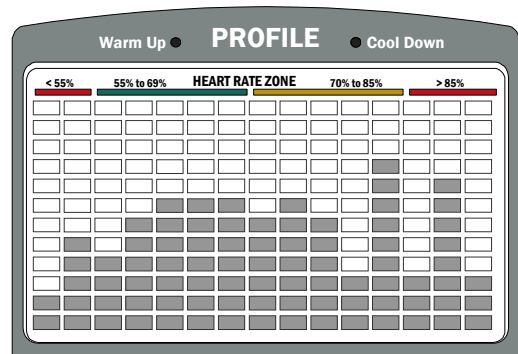 Warm Up PROFILE Cool Down
< 55% 55% to 69% HEART RATE ZONE 70% to 85% > 85%